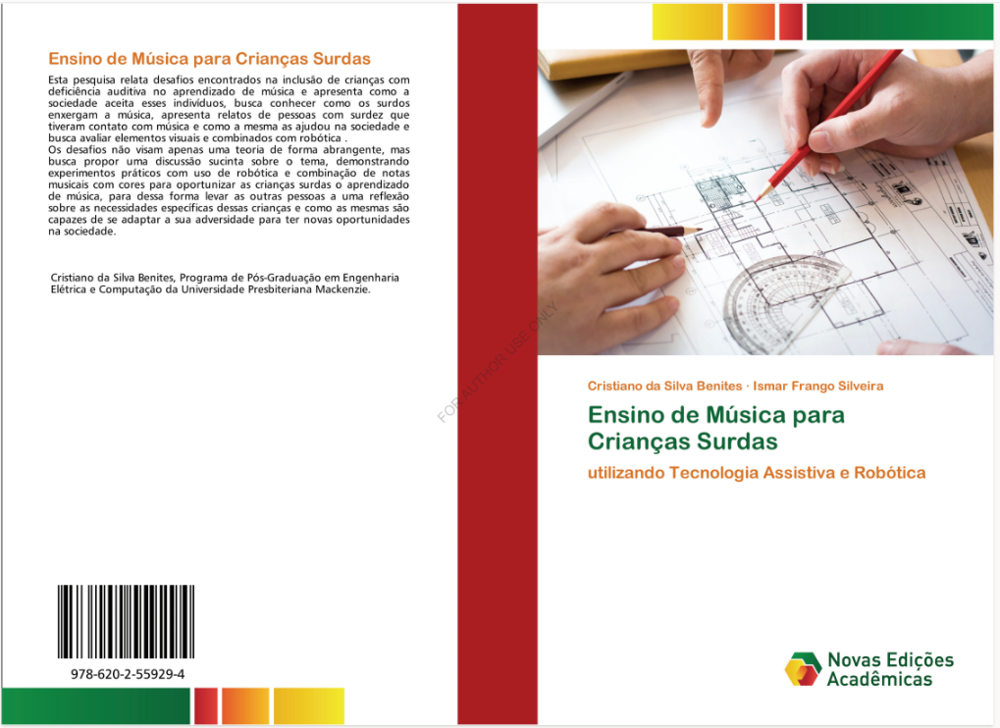 Ensino de Música para Crianças Surdas
Esta pesquisa relata desafios encontrados na inclusão de crianças com
deficiência auditiva no aprendizado de música e apresenta como a
sociedade aceita esses indivíduos, busca conhecer como os surdos
enxergam a música, apresenta relatos de pessoas com surdez que
tiveram contato com música e como a mesma as ajudou na sociedade e
busca avaliar elementos visuais e combinados com robótica .
Os desafios não visam apenas uma teoria de forma abrangente, mas
busca propor uma discussão sucinta sobre o tema, demonstrando
experimentos práticos com uso de robótica e combinação de notas
musicais com cores para oportunizar as crianças surdas o aprendizado
de música, para dessa forma levar as outras pessoas a uma reflexão
sobre as necessidades específicas dessas crianças e como as mesmas são
capazes de se adaptar a sua adversidade para ter novas oportunidades
na sociedade.
Cristiano da Silva Benites, Programa de Pós-Graduação em Engenharia
Elétrica e Computação da Universidade Presbiteriana Mackenzie.
978-620-2-55929-4
FOR AUTHOR USE ONLY
Cristiano da Silva Benites · Ismar Frango Silveira
Ensino de Música para
Crianças Surdas
utilizando Tecnologia Assistiva e Robótica
Novas Edições
Acadêmicas